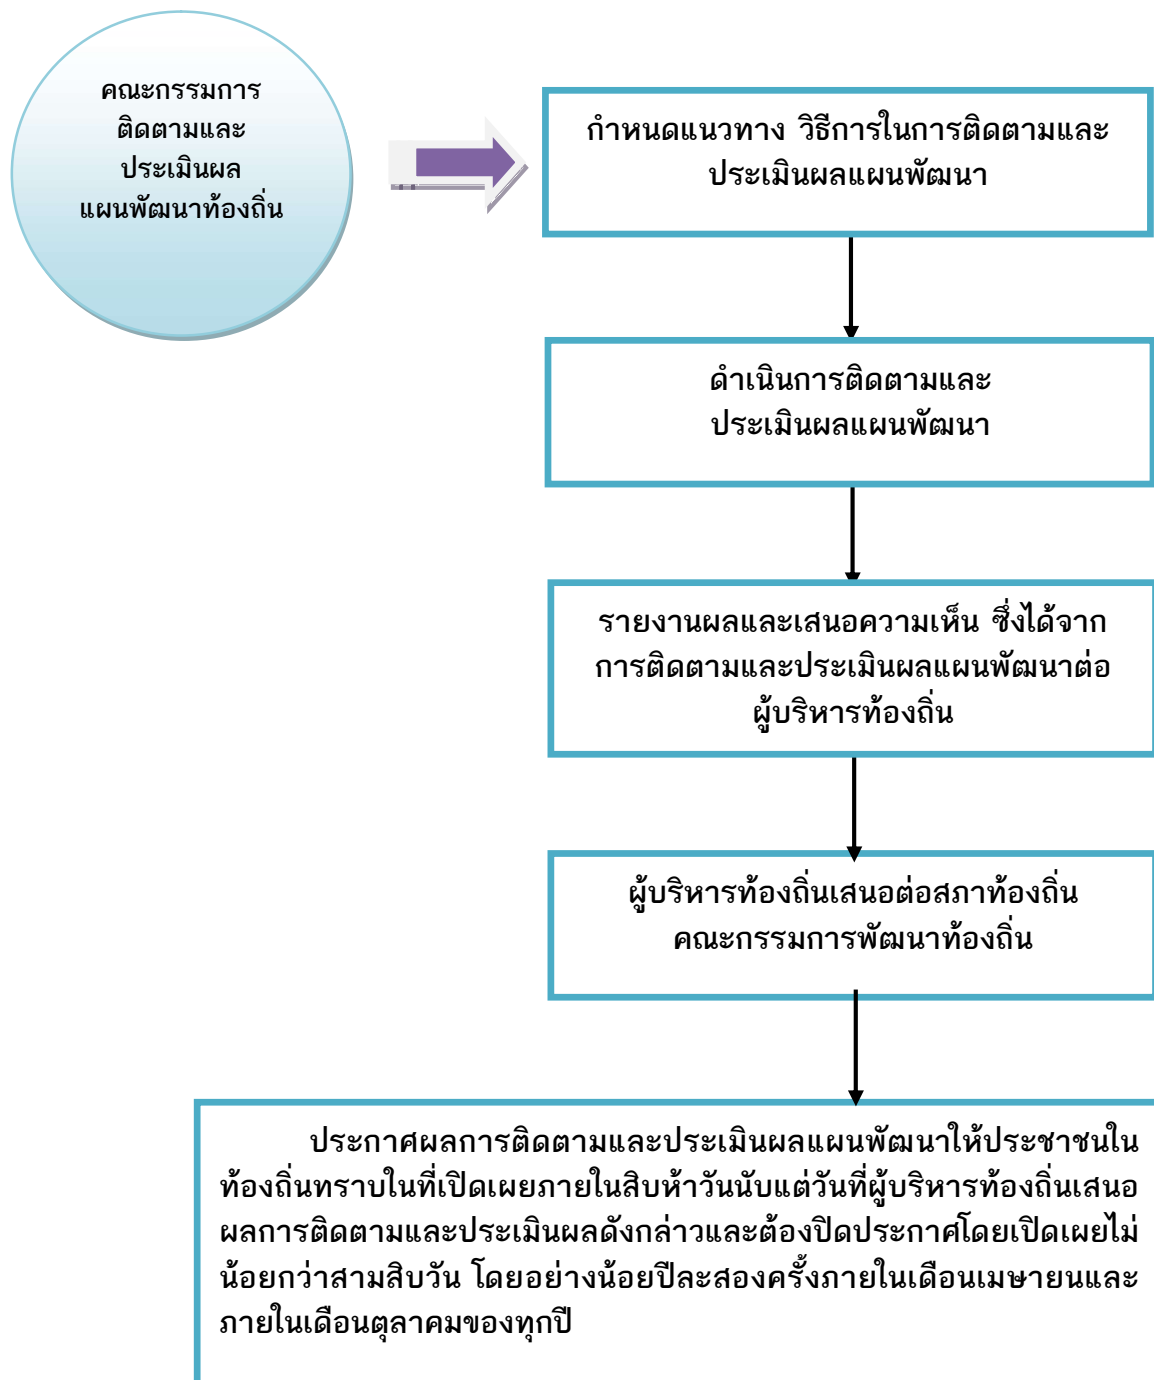 คณะกรรมการ
ติดตามและ
ประเมินผล
แผนพัฒนาท้องถิ่น
กำหนดแนวทาง วิธีการในการติดตามและ
ประเมินผลแผนพัฒนา
ดำเนินการติดตามและ
ประเมินผลแผนพัฒนา
รายงานผลและเสนอความเห็น ซึ่งได้จาก
การติดตามและประเมินผลแผนพัฒนาต่อ
ผู้บริหารท้องถิ่น
ผู้บริหารท้องถิ่นเสนอต่อสภาท้องถิ่น
คณะกรรมการพัฒนาท้องถิ่น
ประกาศผลการติดตามและประเมินผลแผนพัฒนาให้ประชาชนใน
ท้องถิ่นทราบในที่เปิดเผยภายในสิบห้าวันนับแต่วันที่ผู้บริหารท้องถิ่นเสนอ
ผลการติดตามและประเมินผลดังกล่าวและต้องปิดประกาศโดยเปิดเผยไม่
น้อยกว่าสามสิบวัน โดยอย่างน้อยปีละสองครั้งภายในเดือนเมษายนและ
ภายในเดือนตุลาคมของทุกปี